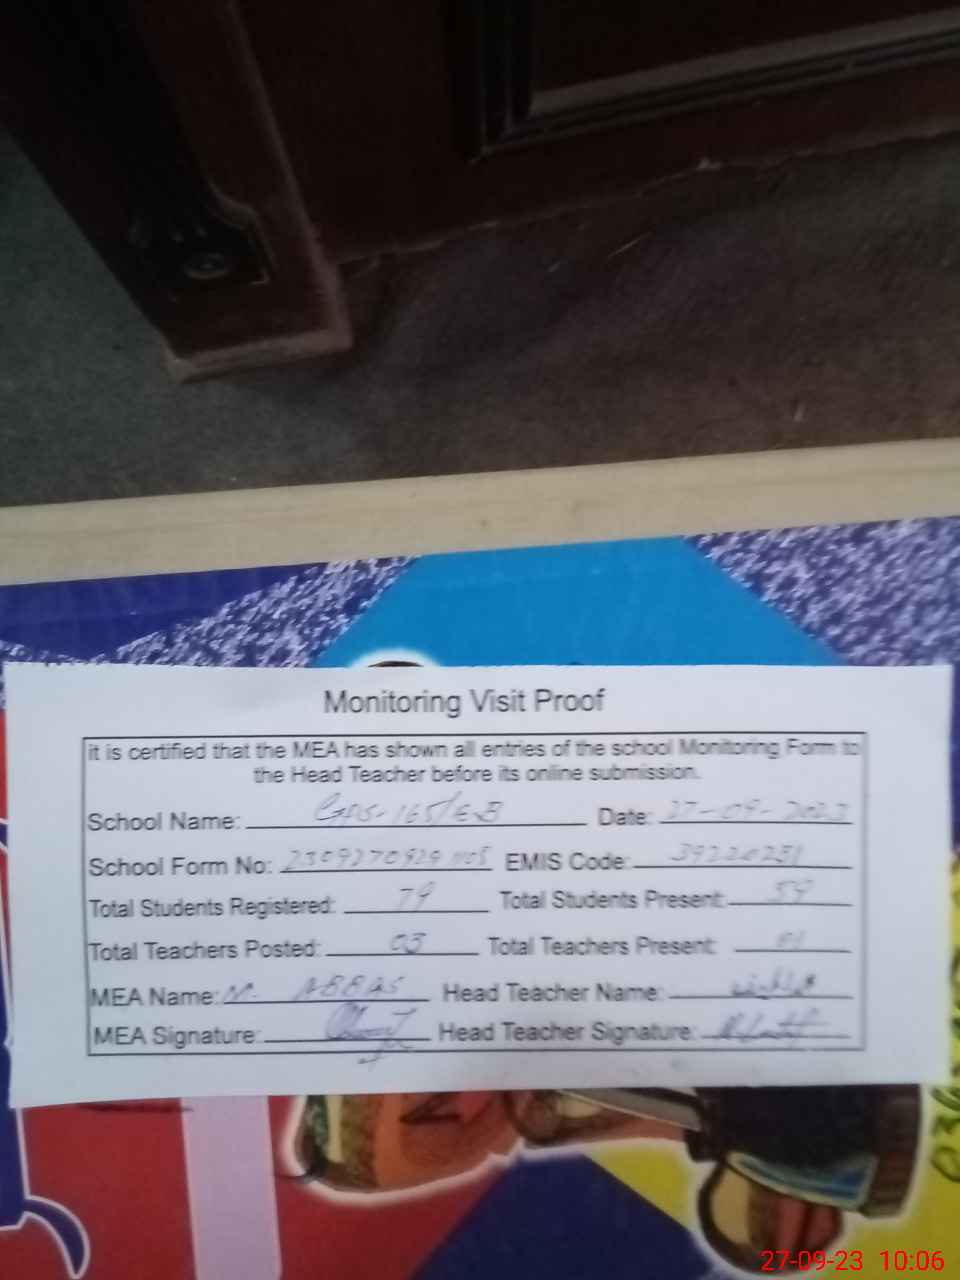 Monitoring Visit Proof
it is certified that the MEA has shown all entries of the school Monitoring Form to
the Head Teacher before its online submission.
School Name: GPS-165/EB Date: 27-09-2023
School Form No: EMIS Code: 39220251
Total Students Registered: 79 Total Students Present: 59
Total Teachers Posted: 03 Total Teachers Present: 01
MEA Name: M. ABBAS Head Teacher Name:
MEA Signature: Head Teacher Signature:
27-09-23 10:06